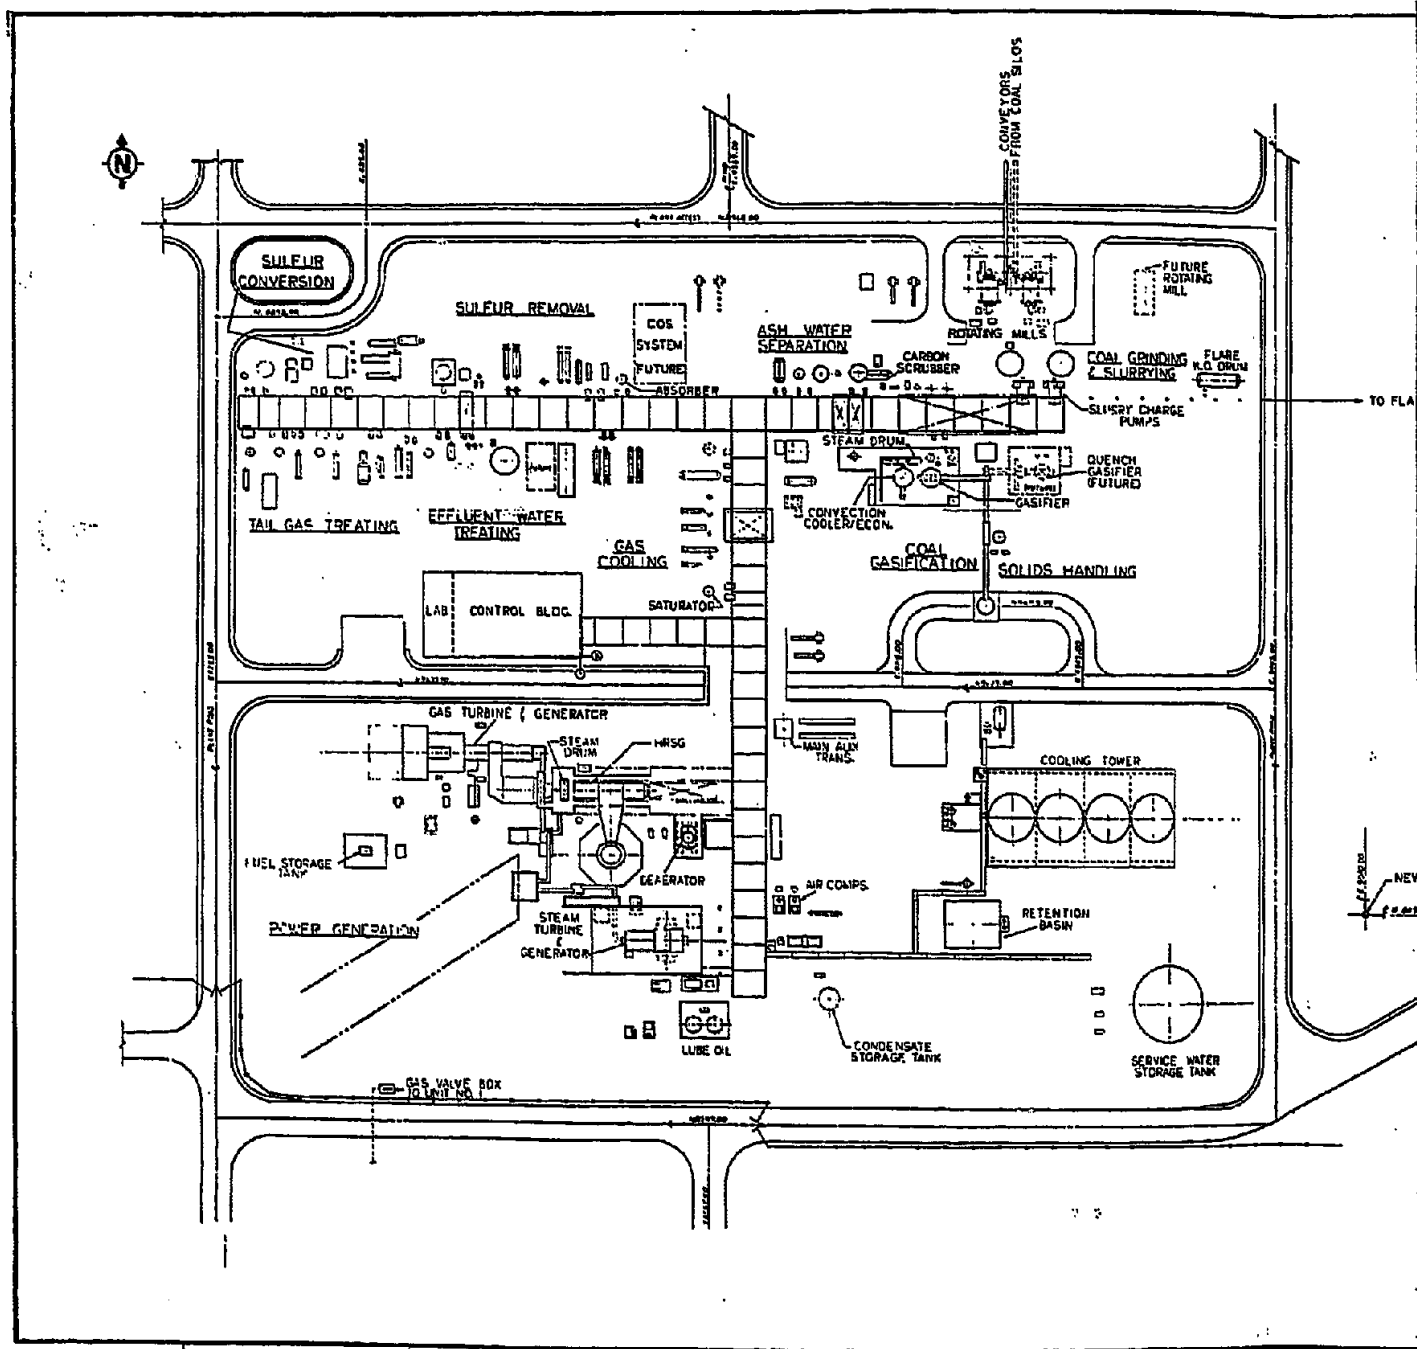 CONVEYORS
FROM COAL SILOS
N
PLANT ACCESS
SULFUR
CONVERSION
SULFUR REMOVAL
COS
SYSTEM
FUTURE
ABSORBER
ASH WATER
SEPARATION
CARBON
SCRUBBER
ROTATING MILLS
FUTURE
ROTATING
MILL
COAL GRINDING
& SLURRYING
FLARE
K.O. DRUM
SLURRY CHARGE
PUMPS
TO FLA
STEAM DRUM
QUENCH
GASIFIER
(FUTURE)
GASIFIER
CONVECTION
COOLER/ECON.
TAIL GAS TREATING
EFFLUENT WATER
TREATING
GAS
COOLING
COAL
GASIFICATION
SOLIDS HANDLING
LAB
CONTROL BLDG.
SATURATOR
GAS TURBINE & GENERATOR
STEAM
DRUM
HRSG
MAIN AUX
TRANS.
COOLING TOWER
FUEL STORAGE
TANK
DEAERATOR
AIR COMPS.
NEW
POWER GENERATION
STEAM
TURBINE
&
GENERATOR
RETENTION
BASIN
LUBE OIL
CONDENSATE
STORAGE TANK
SERVICE WATER
STORAGE TANK
GAS VALVE BOX
TO UNIT NO. 1